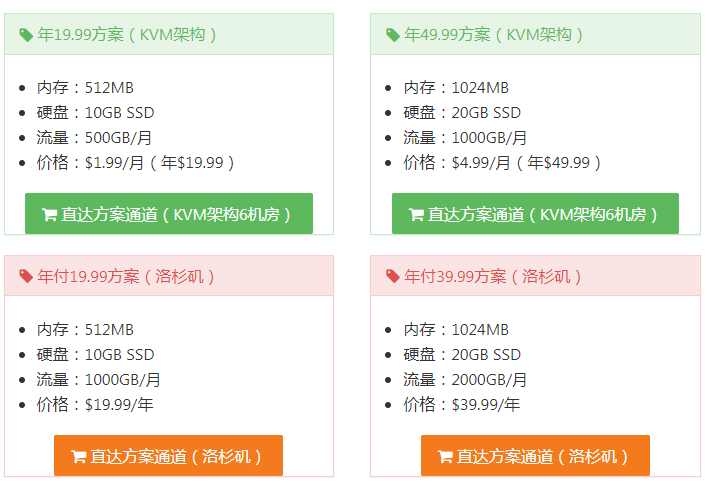 年19.99方案（KVM架构）
内存：512MB
硬盘：10GB SSD
流量：500GB/月
价格：$1.99/月（年$19.99）
直达方案通道（KVM架构6机房）
年49.99方案（KVM架构）
内存：1024MB
硬盘：20GB SSD
流量：1000GB/月
价格：$4.99/月（年$49.99）
直达方案通道（KVM架构6机房）
年付19.99方案（洛杉矶）
内存：512MB
硬盘：10GB SSD
流量：1000GB/月
价格：$19.99/年
直达方案通道（洛杉矶）
年付39.99方案（洛杉矶）
内存：1024MB
硬盘：20GB SSD
流量：2000GB/月
价格：$39.99/年
直达方案通道（洛杉矶）